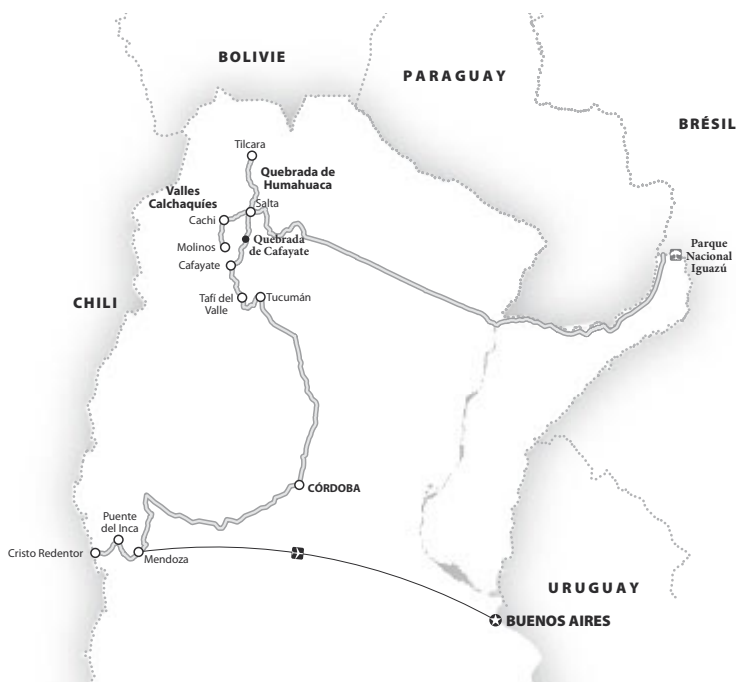 BOLIVIE
PARAGUAY
BRÉSIL
Tilcara
Quebrada de
Humahuaca
Valles
Calchaquíes
Salta
Cachi
Quebrada
de Cafayate
Molinos
Cafayate
Parque
Nacional
Iguazú
CHILI
Tafí del
Valle
Tucumán
CÓRDOBA
Puente
del Inca
Cristo Redentor
Mendoza
URUGUAY
BUENOS AIRES